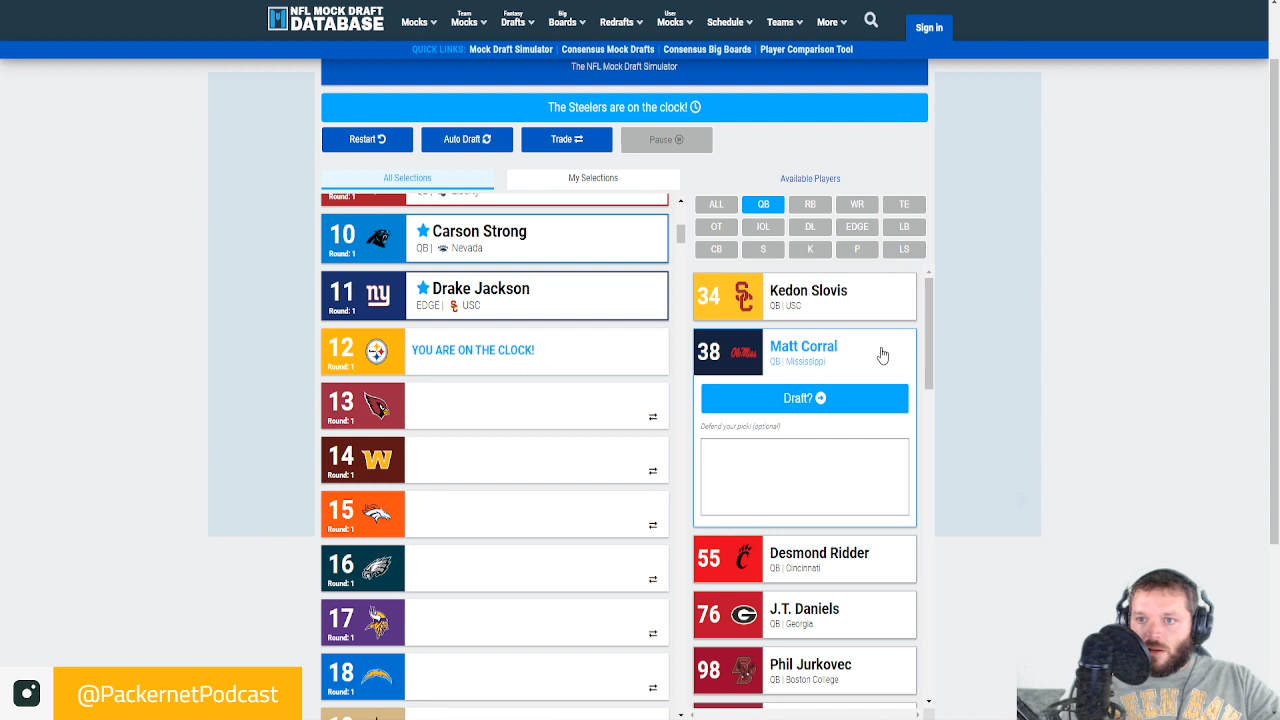 NFL MOCK DRAFT
DATABASE
Mocks
Team
Mocks
Fantasy
Drafts
Big
Boards
Redrafts
User
Mocks
Schedule
Teams
More
Sign in
QUICK LINKS: Mock Draft Simulator Consensus Mock Drafts Consensus Big Boards Player Comparison Tool
The NFL Mock Draft Simulator
The Steelers are on the clock!
Restart Auto Draft Trade Pause
All Selections My Selections
Round: 1
10 Carson Strong
Round: 1 QB | Nevada
11 ny Drake Jackson
Round: 1 EDGE | USC
12 YOU ARE ON THE CLOCK!
Round: 1
13
Round: 1
14 W
Round: 1
15
Round: 1
16
Round: 1
17
Round: 1
18
Round: 1
Available Players
ALL QB RB WR TE
OT IOL DL EDGE LB
CB S K P LS
34 SC Kedon Slovis
QB | USC
38 Ole Miss Matt Corral
QB | Mississippi
Draft?
Defend your pick! (optional)
55 Desmond Ridder
QB | Cincinnati
76 G J.T. Daniels
QB | Georgia
98 Phil Jurkovec
QB | Boston College
@PackernetPodcast